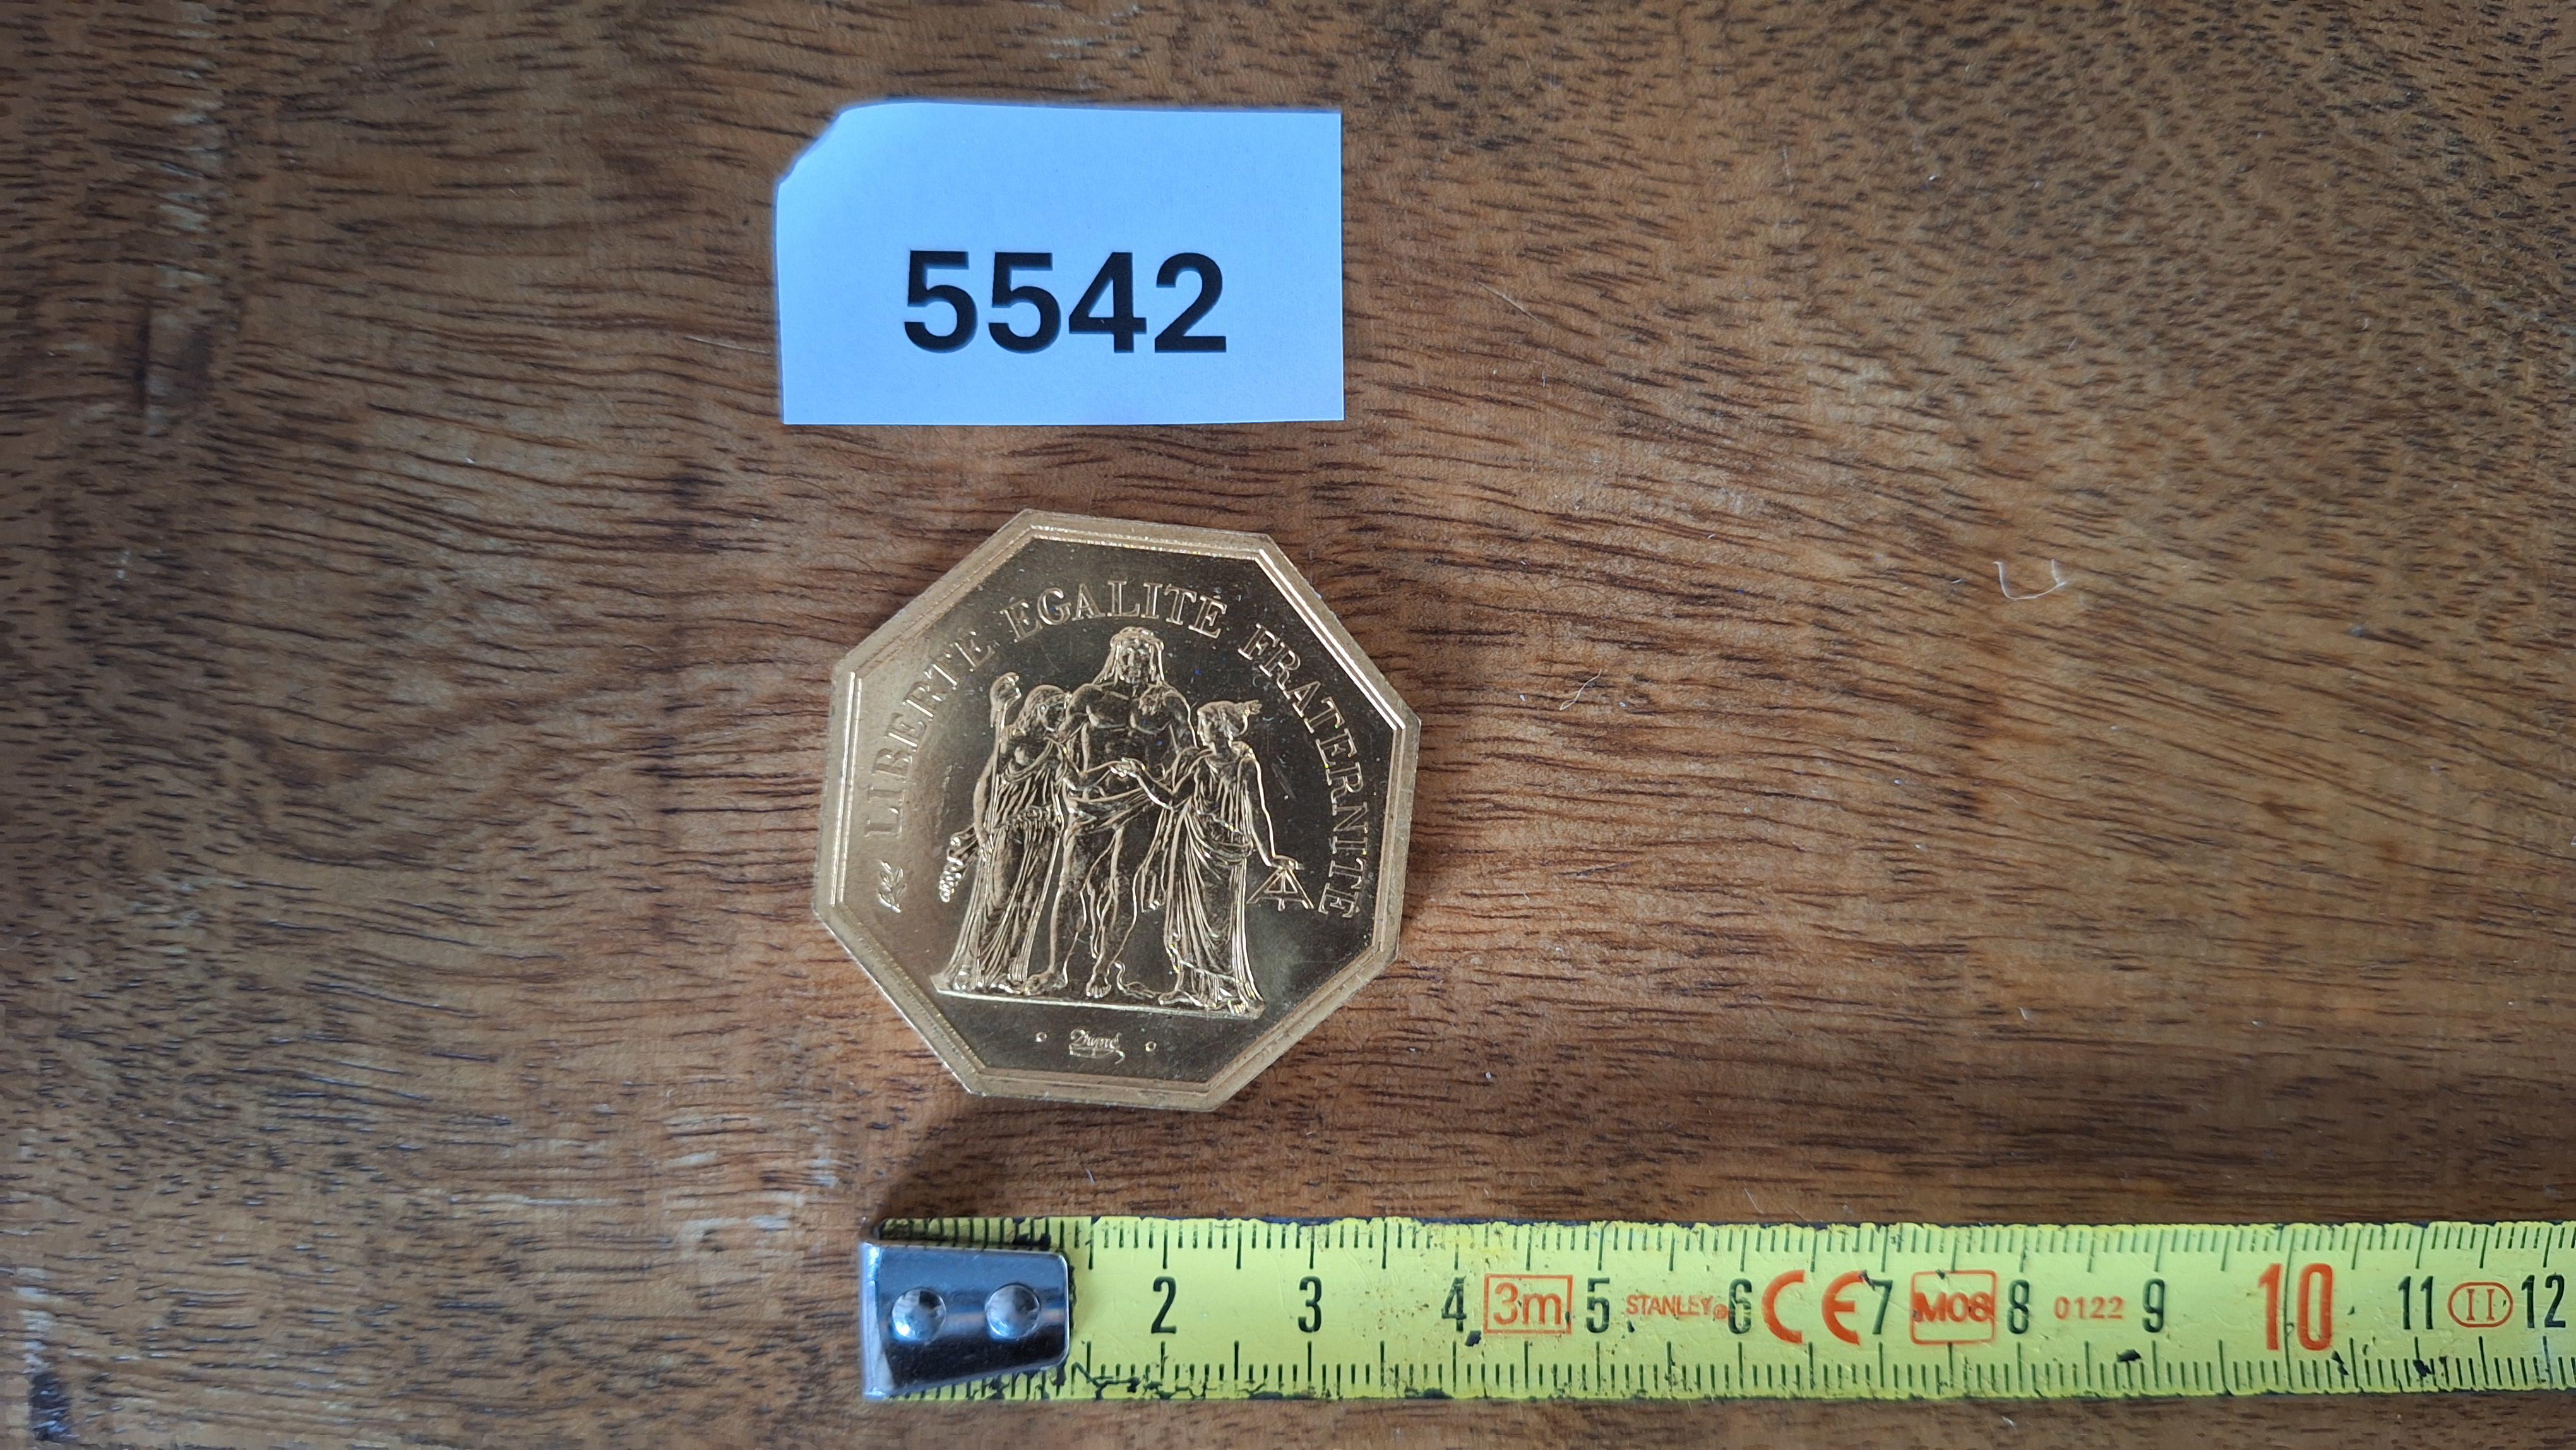 5542
LIBERTE ÉGALITÉ FRATERNITÉ
Dupré
2 3 4 3m 5 STANLEY® 6 CE 7 M08 8 0122 9 10 11 II 12